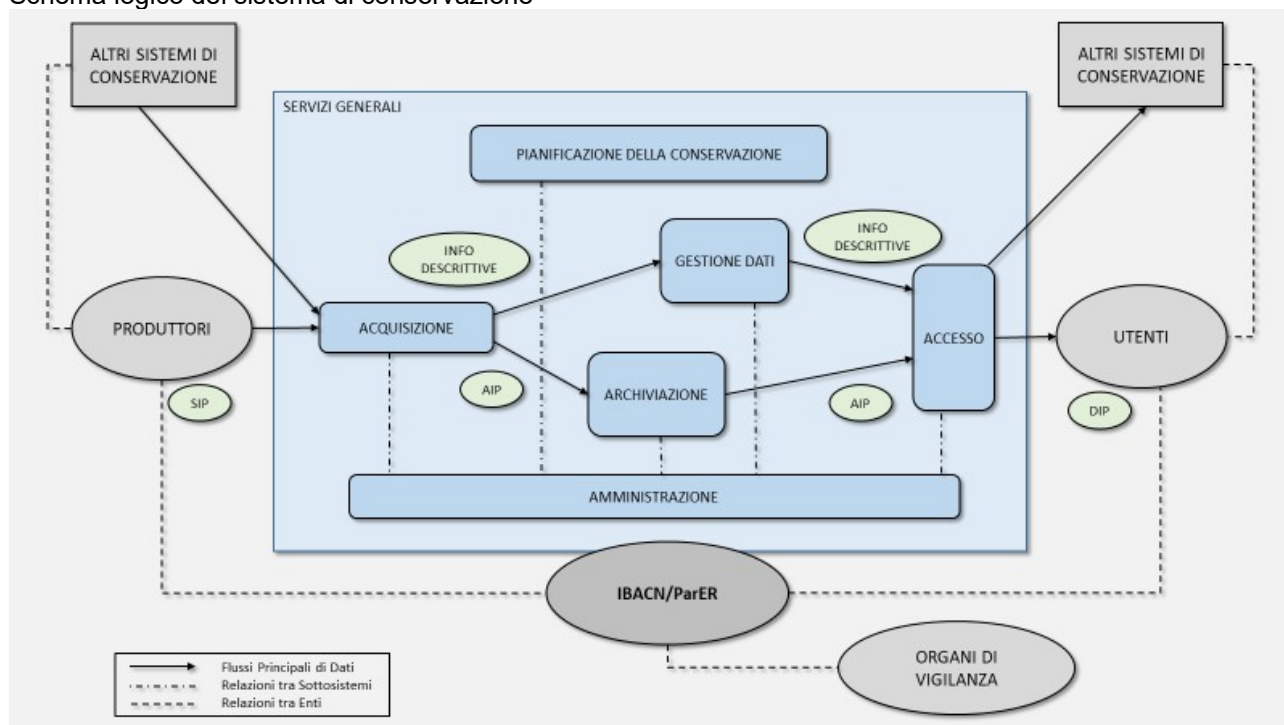 Schema logico del sistema di conservazione
ALTRI SISTEMI DI
CONSERVAZIONE
ALTRI SISTEMI DI
CONSERVAZIONE
SERVIZI GENERALI
PIANIFICAZIONE DELLA CONSERVAZIONE
INFO
DESCRITTIVE
GESTIONE DATI
INFO
DESCRITTIVE
PRODUTTORI
ACQUISIZIONE
ACCESSO
UTENTI
SIP
AIP
ARCHIVIAZIONE
AIP
DIP
AMMINISTRAZIONE
IBACN/ParER
ORGANI DI
VIGILANZA
Flussi Principali di Dati
Relazioni tra Sottosistemi
Relazioni tra Enti